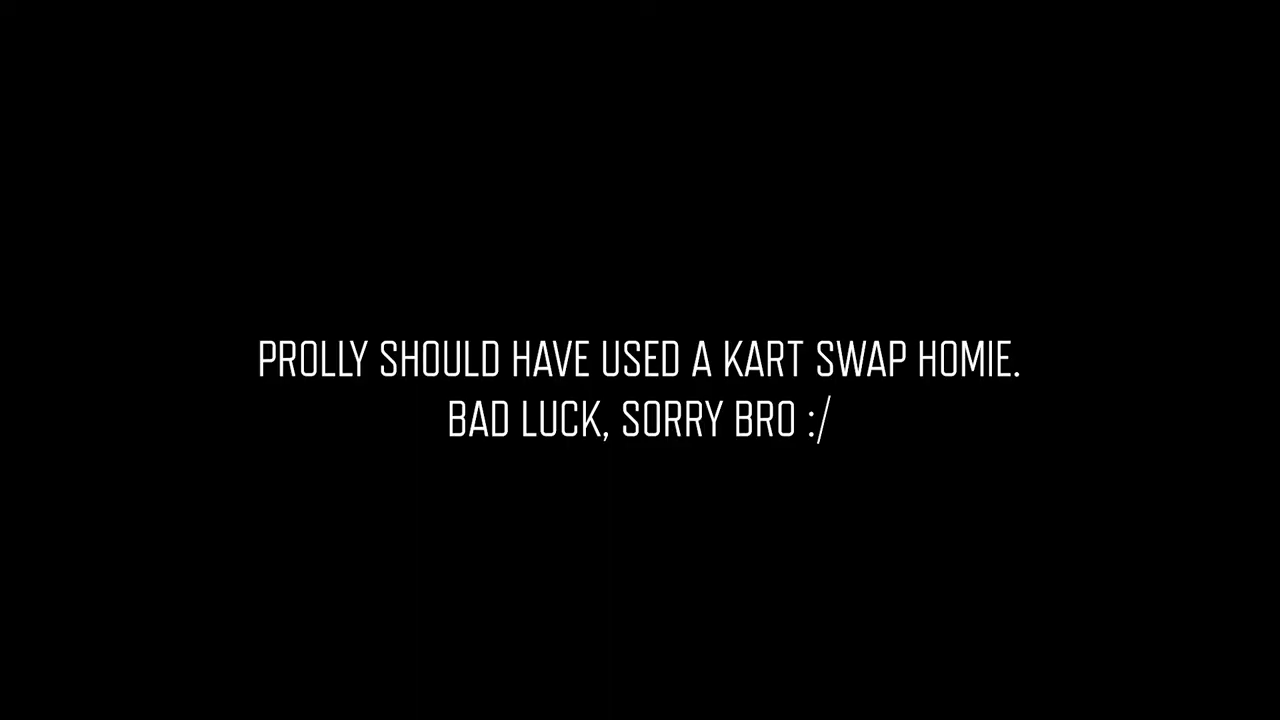 PROLLY SHOULD HAVE USED A KART SWAP HOMIE.
BAD LUCK, SORRY BRO :/